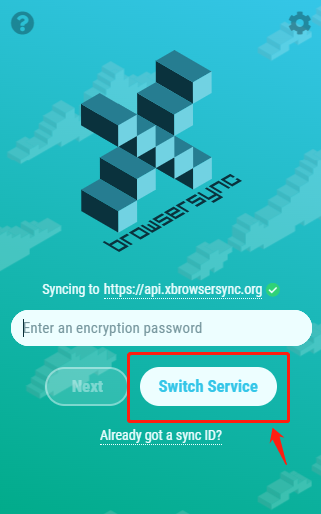 browsersync
Syncing to https://api.xbrowsersync.org
Enter an encryption password
Next
Switch Service
Already got a sync ID?